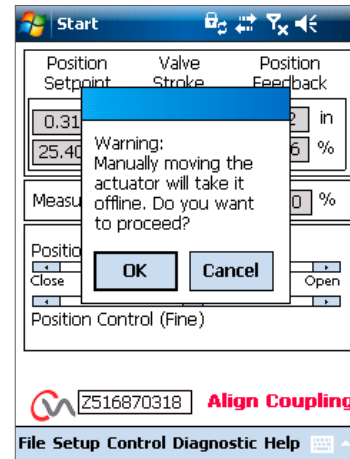 Start
Position Valve Position
Setpoint Stroke Feedback
0.31 in
25.40 %
Warning:
Manually moving the
actuator will take it
offline. Do you want
to proceed?
OK Cancel
Measu 0 %
Positio
Close Open
Position Control (Fine)
Z516870318 Align Coupling
File Setup Control Diagnostic Help